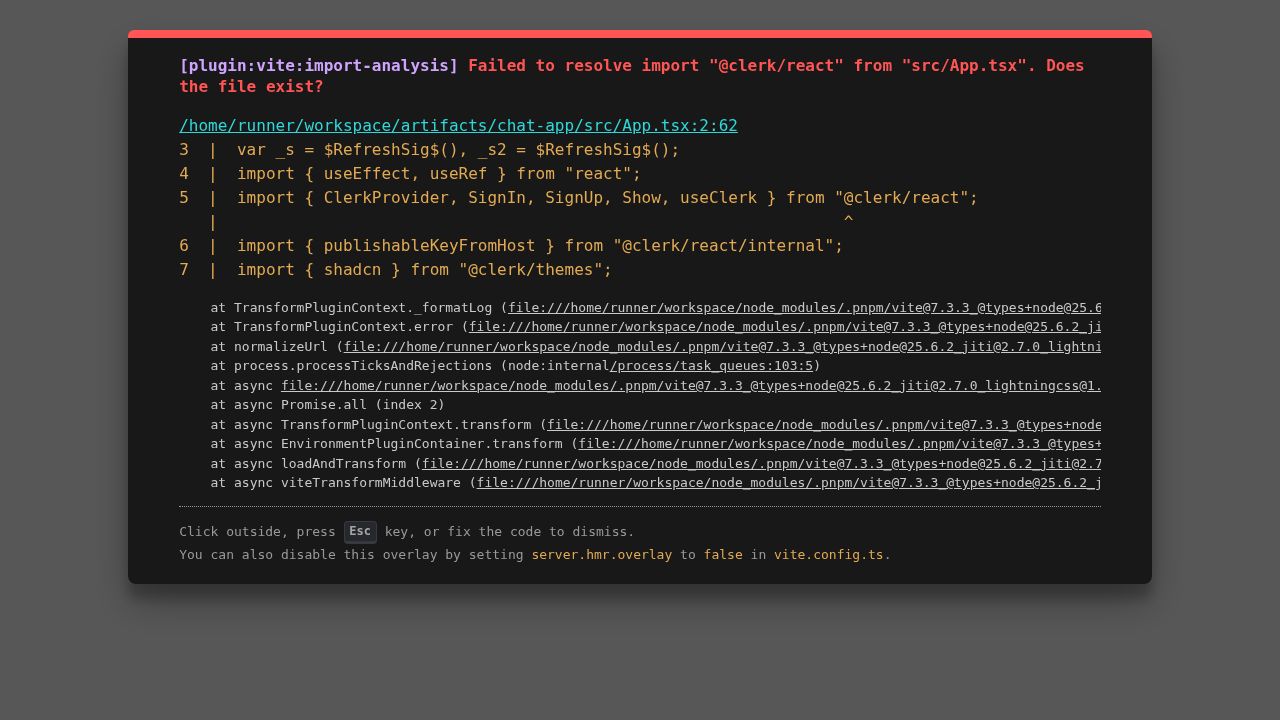 [plugin:vite:import-analysis] Failed to resolve import "@clerk/react" from "src/App.tsx". Does
the file exist?
/home/runner/workspace/artifacts/chat-app/src/App.tsx:2:62
3  |  var _s = $RefreshSig$(), _s2 = $RefreshSig$();
4  |  import { useEffect, useRef } from "react";
5  |  import { ClerkProvider, SignIn, SignUp, Show, useClerk } from "@clerk/react";
   |                                                                 ^
6  |  import { publishableKeyFromHost } from "@clerk/react/internal";
7  |  import { shadcn } from "@clerk/themes";
at TransformPluginContext._formatLog (file:///home/runner/workspace/node_modules/.pnpm/vite@7.3.3_@types+node@25.6
at TransformPluginContext.error (file:///home/runner/workspace/node_modules/.pnpm/vite@7.3.3_@types+node@25.6.2_ji
at normalizeUrl (file:///home/runner/workspace/node_modules/.pnpm/vite@7.3.3_@types+node@25.6.2_jiti@2.7.0_lightni
at process.processTicksAndRejections (node:internal/process/task_queues:103:5)
at async file:///home/runner/workspace/node_modules/.pnpm/vite@7.3.3_@types+node@25.6.2_jiti@2.7.0_lightningcss@1.
at async Promise.all (index 2)
at async TransformPluginContext.transform (file:///home/runner/workspace/node_modules/.pnpm/vite@7.3.3_@types+node
at async EnvironmentPluginContainer.transform (file:///home/runner/workspace/node_modules/.pnpm/vite@7.3.3_@types+
at async loadAndTransform (file:///home/runner/workspace/node_modules/.pnpm/vite@7.3.3_@types+node@25.6.2_jiti@2.7
at async viteTransformMiddleware (file:///home/runner/workspace/node_modules/.pnpm/vite@7.3.3_@types+node@25.6.2_j
Click outside, press Esc key, or fix the code to dismiss.
You can also disable this overlay by setting server.hmr.overlay to false in vite.config.ts.